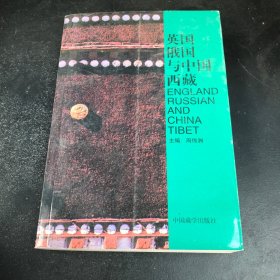 英国
俄国
与中国
西藏
ENGLAND
RUSSIAN
AND
CHINA
TIBET
主编 周伟洲
中国藏学出版社